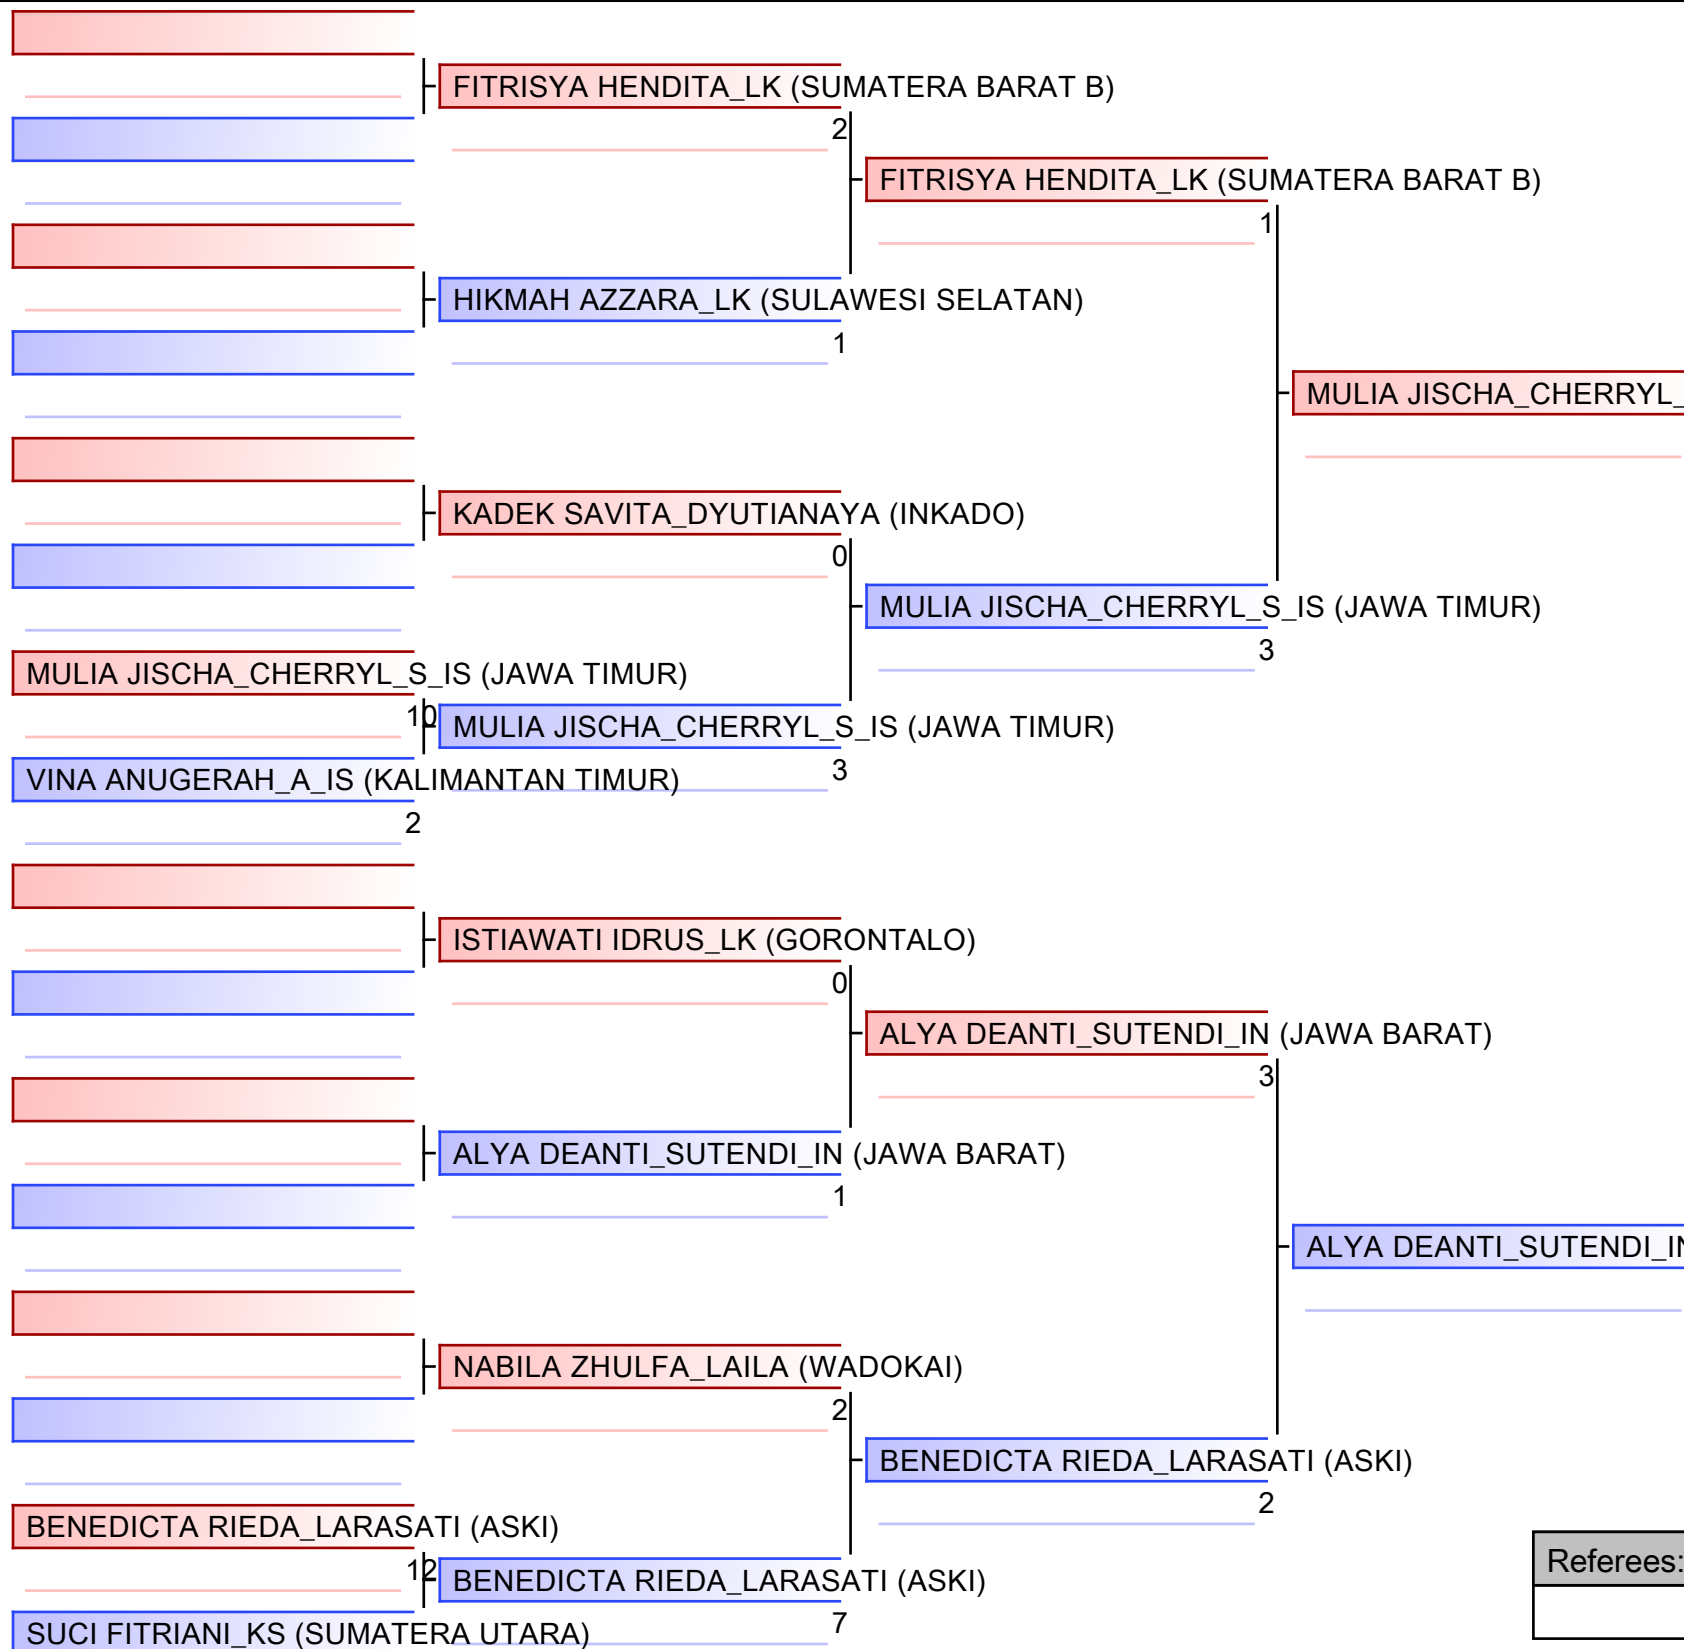 FITRISYA HENDITA_LK (SUMATERA BARAT B)
2
FITRISYA HENDITA_LK (SUMATERA BARAT B)
1
HIKMAH AZZARA_LK (SULAWESI SELATAN)
1
MULIA JISCHA_CHERRYL_
KADEK SAVITA_DYUTIANAYA (INKADO)
0
MULIA JISCHA_CHERRYL_S_IS (JAWA TIMUR)
3
MULIA JISCHA_CHERRYL_S_IS (JAWA TIMUR)
10
MULIA JISCHA_CHERRYL_S_IS (JAWA TIMUR)
3
VINA ANUGERAH_A_IS (KALIMANTAN TIMUR)
2
ISTIAWATI IDRUS_LK (GORONTALO)
0
ALYA DEANTI_SUTENDI_IN (JAWA BARAT)
3
ALYA DEANTI_SUTENDI_IN (JAWA BARAT)
1
ALYA DEANTI_SUTENDI_IN
NABILA ZHULFA_LAILA (WADOKAI)
2
BENEDICTA RIEDA_LARASATI (ASKI)
2
BENEDICTA RIEDA_LARASATI (ASKI)
12
BENEDICTA RIEDA_LARASATI (ASKI)
7
SUCI FITRIANI_KS (SUMATERA UTARA)
Referees: